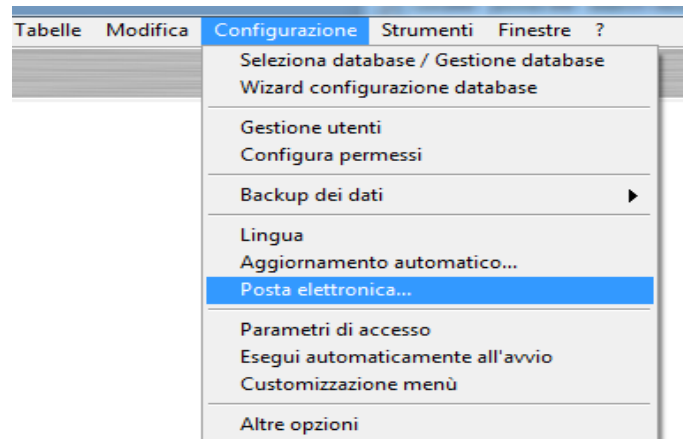 Tabelle Modifica Configurazione Strumenti Finestre ?
Seleziona database / Gestione database
Wizard configurazione database
Gestione utenti
Configura permessi
Backup dei dati
Lingua
Aggiornamento automatico...
Posta elettronica...
Parametri di accesso
Esegui automaticamente all'avvio
Customizzazione menù
Altre opzioni